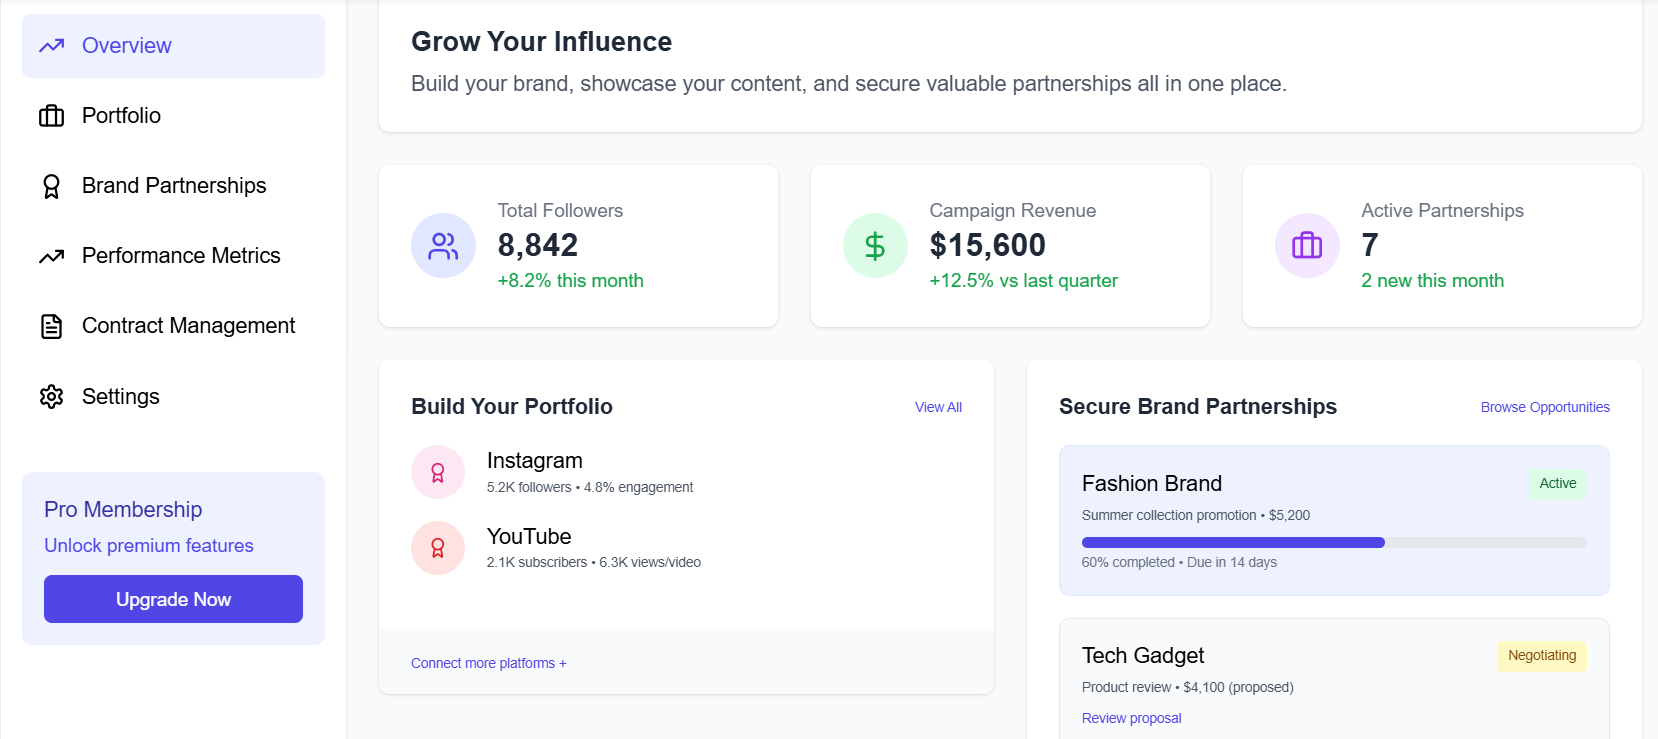 Overview
Portfolio
Brand Partnerships
Performance Metrics
Contract Management
Settings
Pro Membership
Unlock premium features
Upgrade Now
Grow Your Influence
Build your brand, showcase your content, and secure valuable partnerships all in one place.
Total Followers
8,842
+8.2% this month
Campaign Revenue
$15,600
+12.5% vs last quarter
Active Partnerships
7
2 new this month
Build Your Portfolio
View All
Instagram
5.2K followers • 4.8% engagement
YouTube
2.1K subscribers • 6.3K views/video
Connect more platforms +
Secure Brand Partnerships
Browse Opportunities
Fashion Brand
Active
Summer collection promotion • $5,200
60% completed • Due in 14 days
Tech Gadget
Negotiating
Product review • $4,100 (proposed)
Review proposal